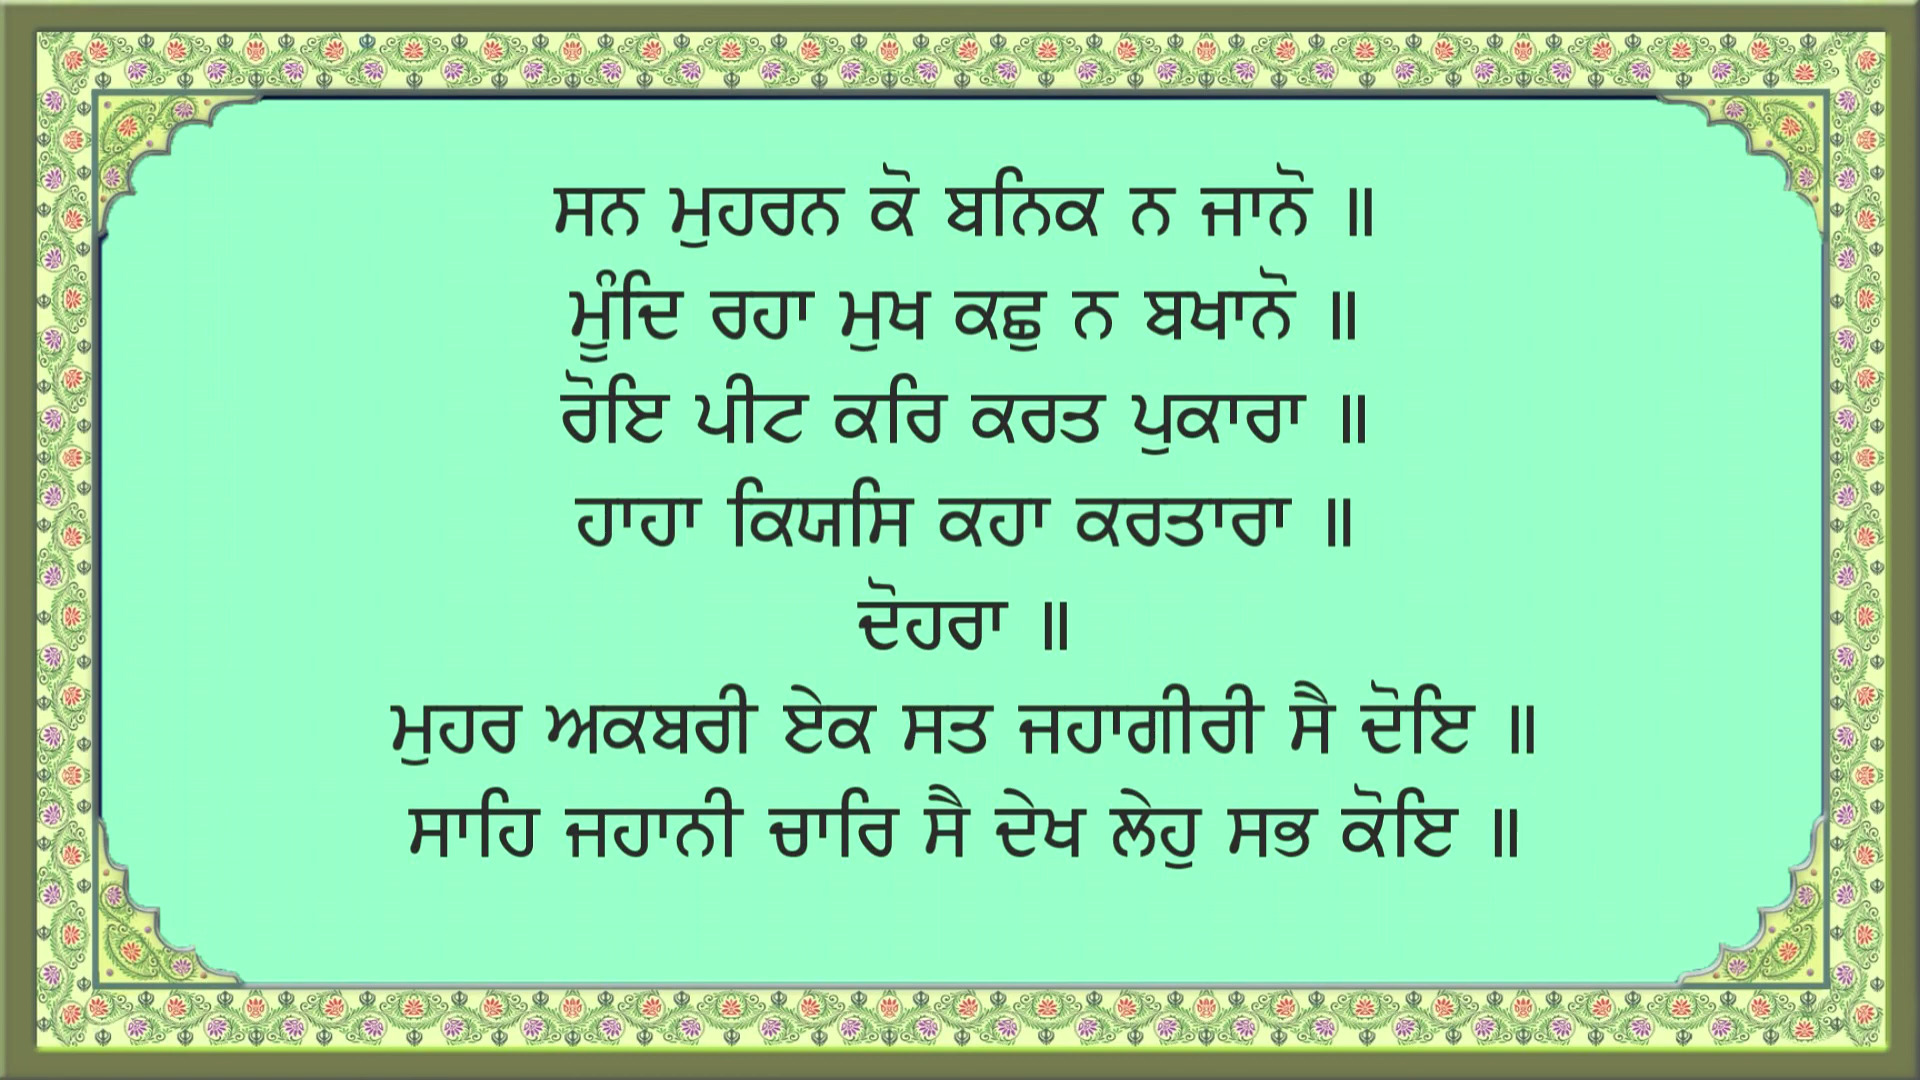 ਸਨ ਮੁਹਰਨ ਕੋ ਬਨਿਕ ਨ ਜਾਨੋ ॥
ਮੂੰਦਿ ਰਹਾ ਮੁਖ ਕਛੁ ਨ ਬਖਾਨੋ ॥
ਰੋਇ ਪੀਟ ਕਰਿ ਕਰਤ ਪੁਕਾਰਾ ॥
ਹਾਹਾ ਕਿਯਸਿ ਕਹਾ ਕਰਤਾਰਾ ॥
ਦੋਹਰਾ ॥
ਮੁਹਰ ਅਕਬਰੀ ਏਕ ਸਤ ਜਹਾਗੀਰੀ ਸੈ ਦੋਇ ॥
ਸਾਹਿ ਜਹਾਨੀ ਚਾਰਿ ਸੈ ਦੇਖ ਲੇਹੁ ਸਭ ਕੋਇ ॥